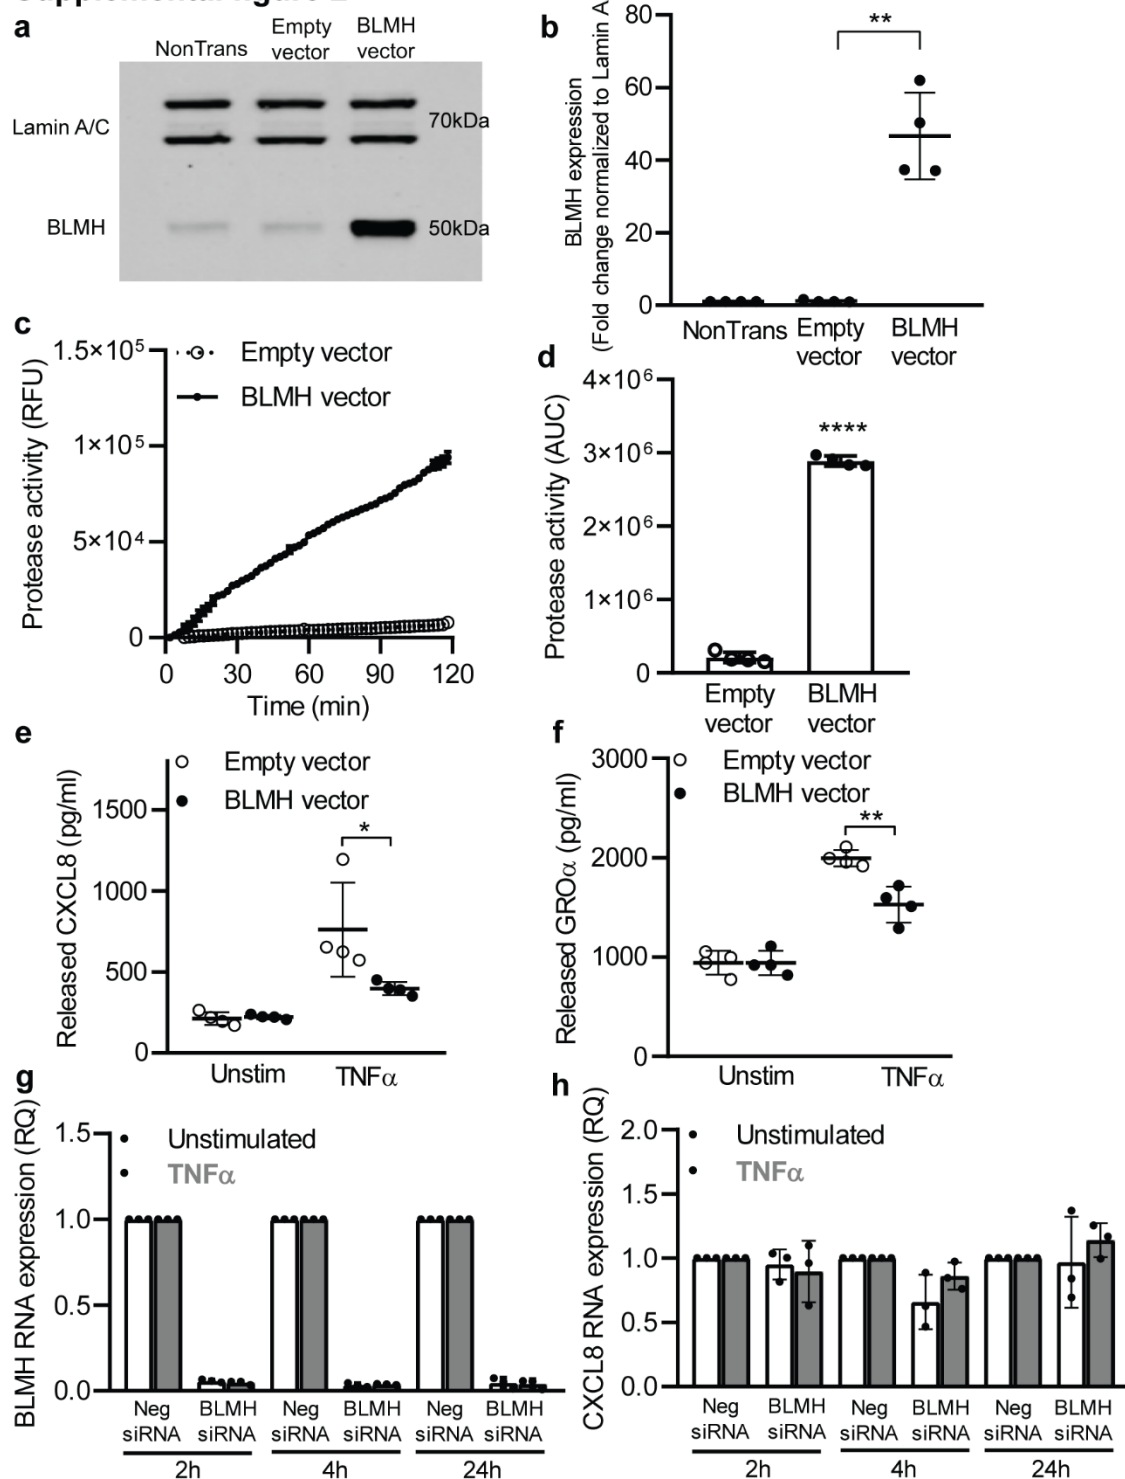 a
NonTrans
Empty
vector
BLMH
vector
Lamin A/C
70kDa
BLMH
50kDa
b
BLMH expression
(Fold change normalized to Lamin A
80
60
40
20
0
**
NonTrans
Empty
vector
BLMH
vector
c
Protease activity (RFU)
1.5×10⁵
1×10⁵
5×10⁴
0
Empty vector
BLMH vector
0 30 60 90 120
Time (min)
d
Protease activity (AUC)
4×10⁶
3×10⁶
2×10⁶
1×10⁶
0
****
Empty
vector
BLMH
vector
e
Released CXCL8 (pg/ml)
1500
1000
500
0
Empty vector
BLMH vector
*
Unstim TNFα
f
Released GROα (pg/ml)
3000
2000
1000
0
Empty vector
BLMH vector
**
Unstim TNFα
g
BLMH RNA expression (RQ)
1.5
1.0
0.5
0.0
Unstimulated
TNFα
Neg
siRNA
BLMH
siRNA
Neg
siRNA
BLMH
siRNA
Neg
siRNA
BLMH
siRNA
2h 4h 24h
h
CXCL8 RNA expression (RQ)
2.0
1.5
1.0
0.5
0.0
Unstimulated
TNFα
Neg
siRNA
BLMH
siRNA
Neg
siRNA
BLMH
siRNA
Neg
siRNA
BLMH
siRNA
2h 4h 24h